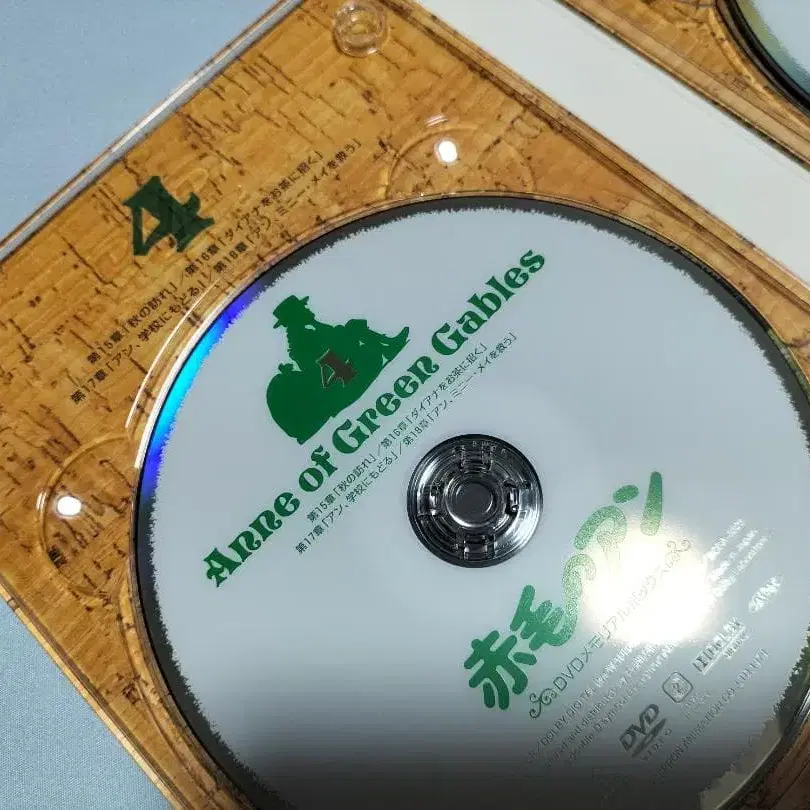 4
第15章「秋の訪れ」／第16章「ダイアナをお茶に招く」
第17章「アン、学校にもどる」／第18章「アン、ミニー・メイを救う」
4
Anne of Green Gables
第15章「秋の訪れ」／第16章「ダイアナをお茶に招く」
第17章「アン、学校にもどる」／第18章「アン、ミニー・メイを救う」
赤毛のアン
DVDメモリアルボックス
DOLBY DIGITAL
2
DVD
VIDEO